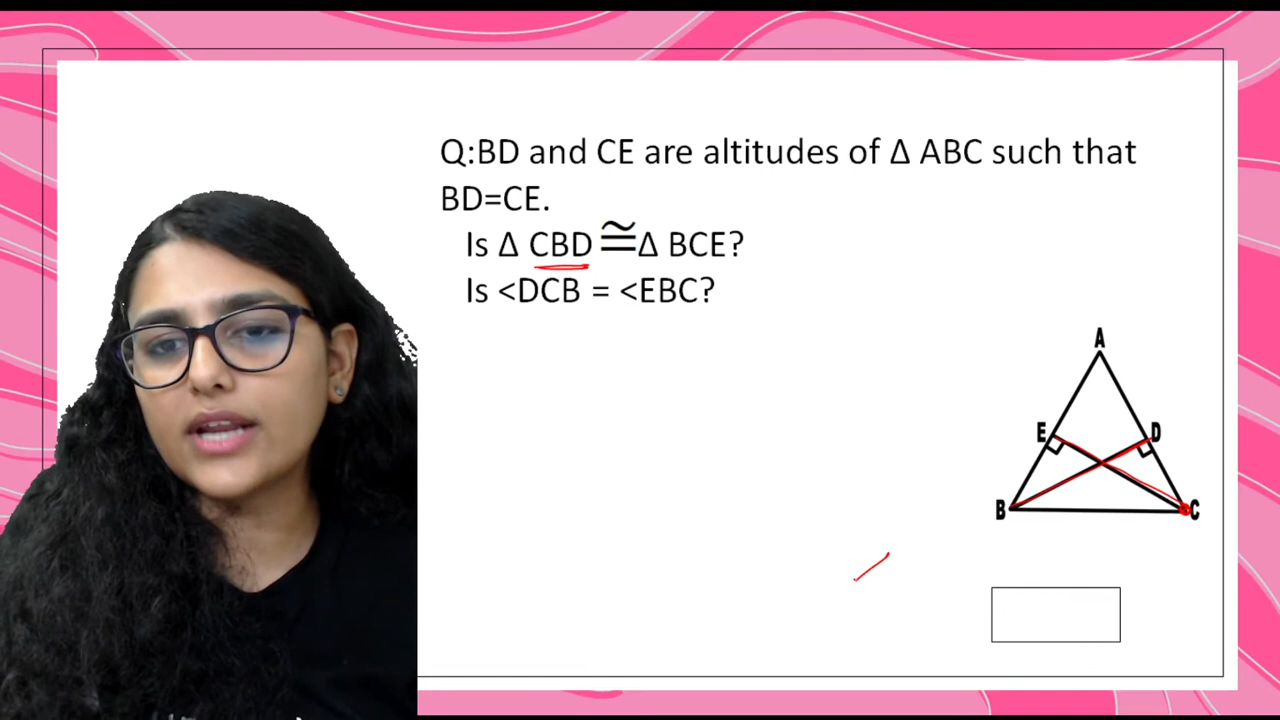 Q:BD and CE are altitudes of Δ ABC such that
BD=CE.
Is Δ CBD ≅ Δ BCE?
Is <DCB = <EBC?
A
E
D
B
C